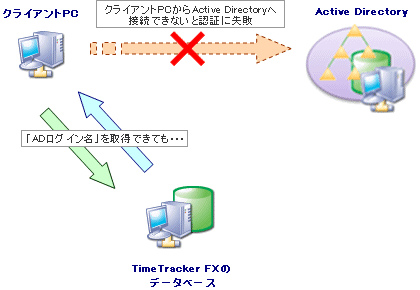 クライアントPC
クライアントPCからActive Directoryへ
接続できないと認証に失敗
Active Directory
「ADログイン名」を取得できても・・・
TimeTracker FXの
データベース